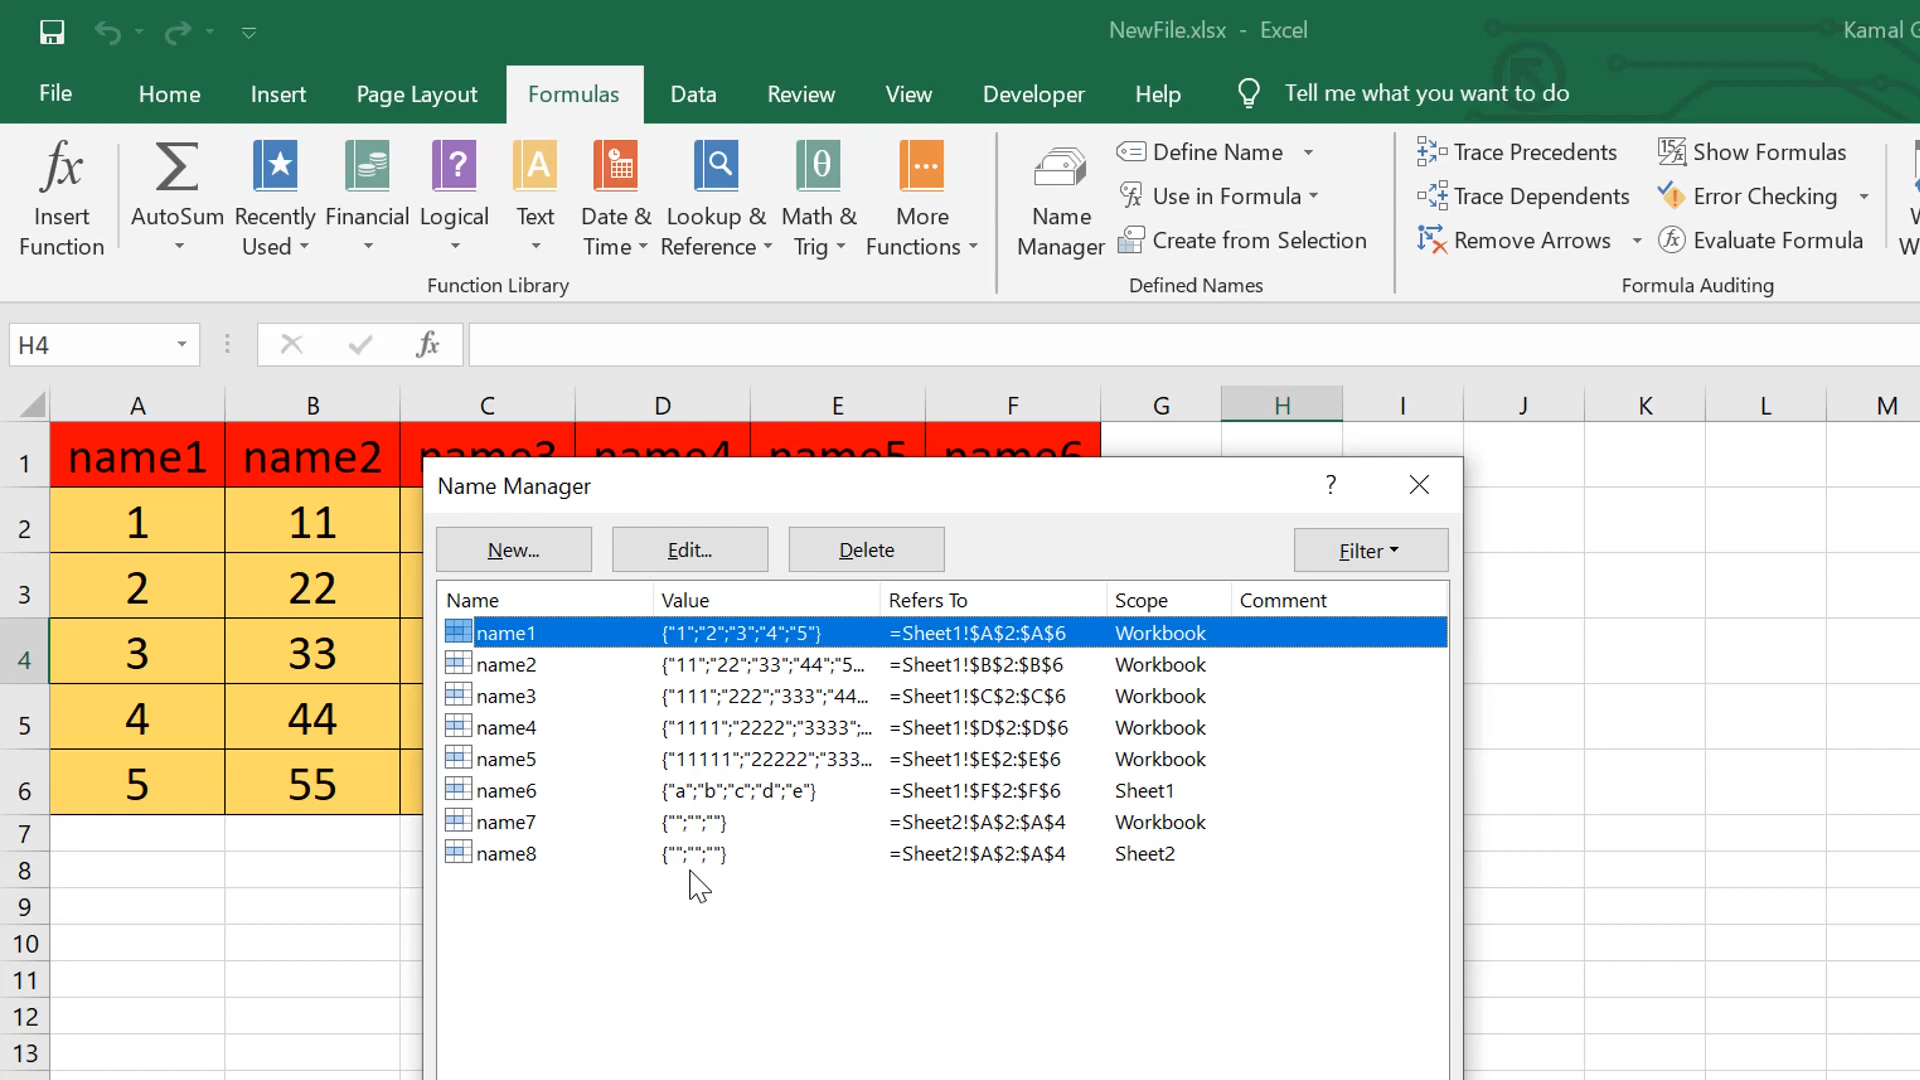 NewFile.xlsx - Excel
Kamal G
File Home Insert Page Layout Formulas Data Review View Developer Help Tell me what you want to do
fx Insert Function
AutoSum
Recently Used
Financial
Logical
Text
Date & Time
Lookup & Reference
Math & Trig
More Functions
Function Library
Name Manager
Define Name
Use in Formula
Create from Selection
Defined Names
Trace Precedents
Trace Dependents
Remove Arrows
Show Formulas
Error Checking
Evaluate Formula
Formula Auditing
H4 fx
A B C D E F G H I J K L M
1 name1 name2 name3 name4 name5 name6
2 1 11
3 2 22
4 3 33
5 4 44
6 5 55
7
8
9
10
11
12
13
Name Manager ?
New... Edit... Delete Filter
Name Value Refers To Scope Comment
name1 {"1";"2";"3";"4";"5"} =Sheet1!$A$2:$A$6 Workbook
name2 {"11";"22";"33";"44";"5... =Sheet1!$B$2:$B$6 Workbook
name3 {"111";"222";"333";"44... =Sheet1!$C$2:$C$6 Workbook
name4 {"1111";"2222";"3333";... =Sheet1!$D$2:$D$6 Workbook
name5 {"11111";"22222";"333... =Sheet1!$E$2:$E$6 Workbook
name6 {"a";"b";"c";"d";"e"} =Sheet1!$F$2:$F$6 Sheet1
name7 {"";"";""} =Sheet2!$A$2:$A$4 Workbook
name8 {"";"";""} =Sheet2!$A$2:$A$4 Sheet2